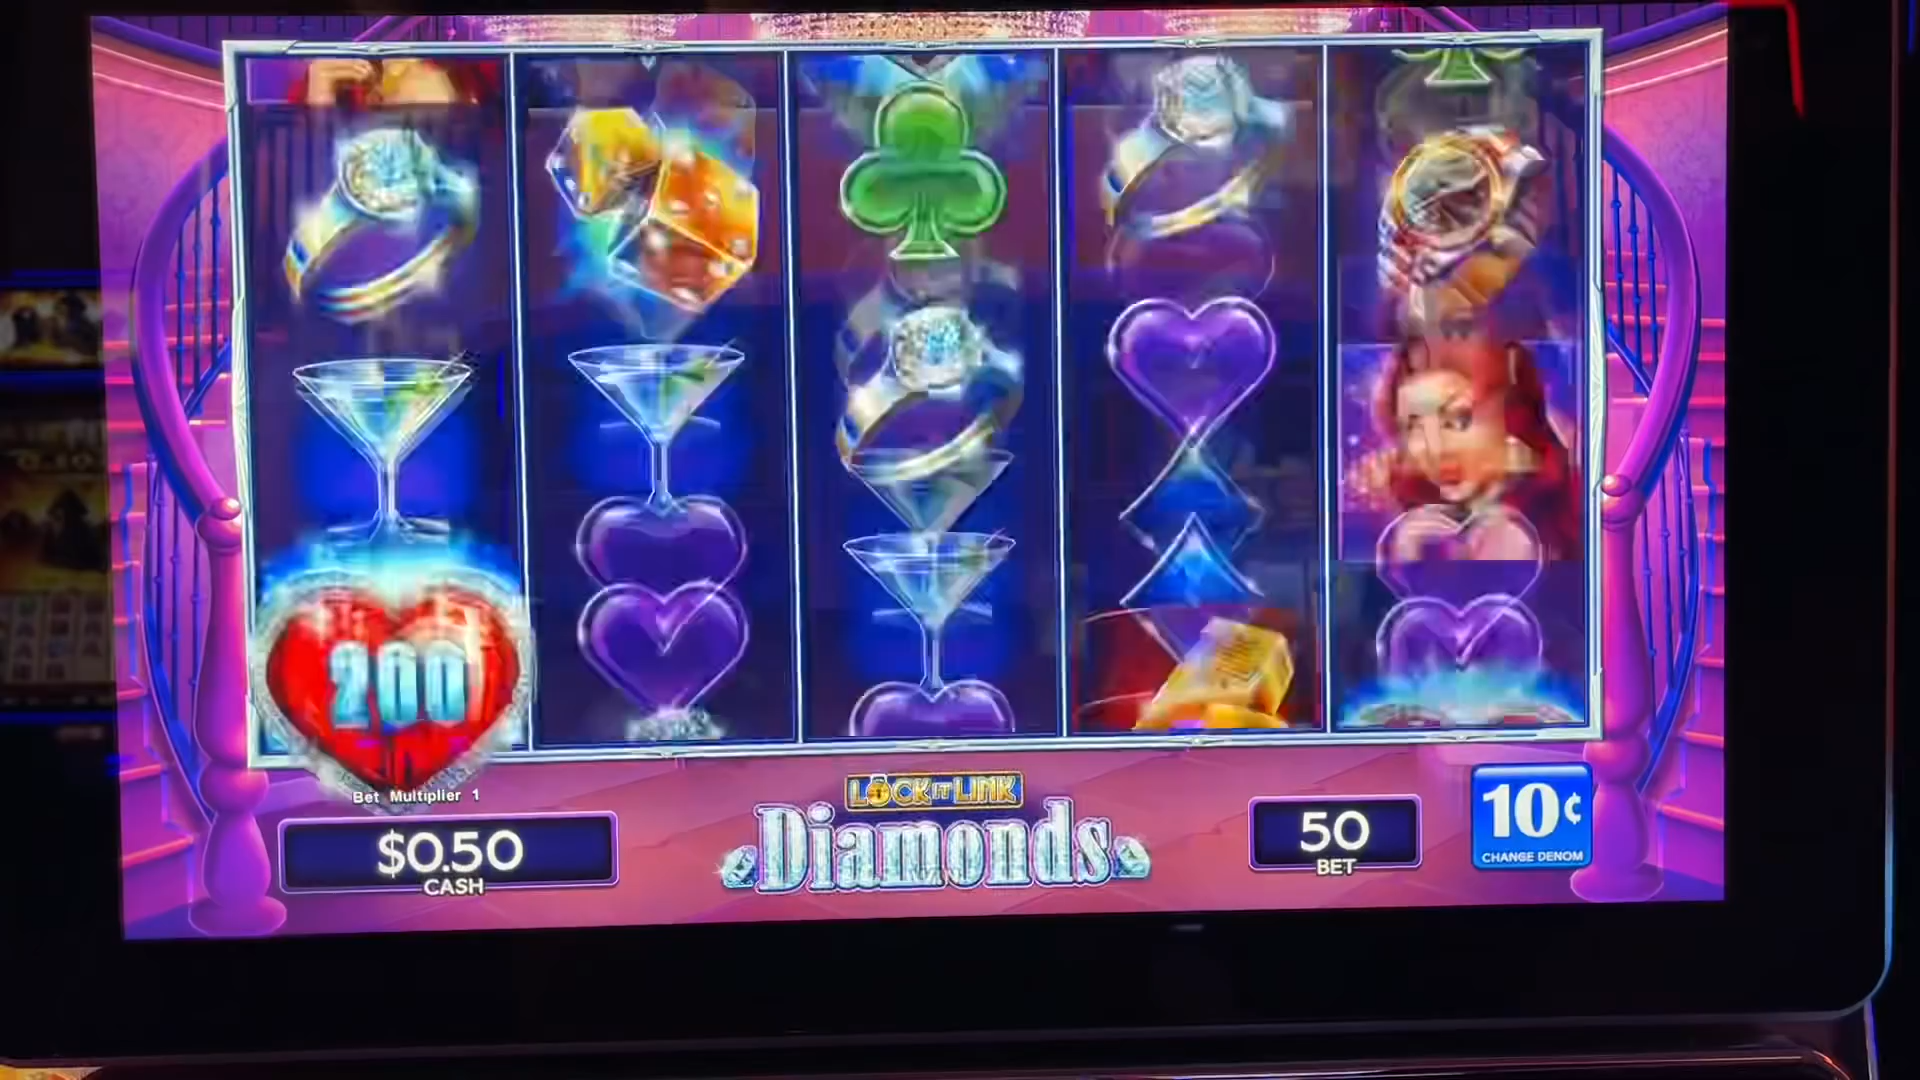 200
Bet Multiplier 1
$0.50
CASH
LOCK IT LINK
Diamonds
50
BET
10¢
CHANGE DENOM